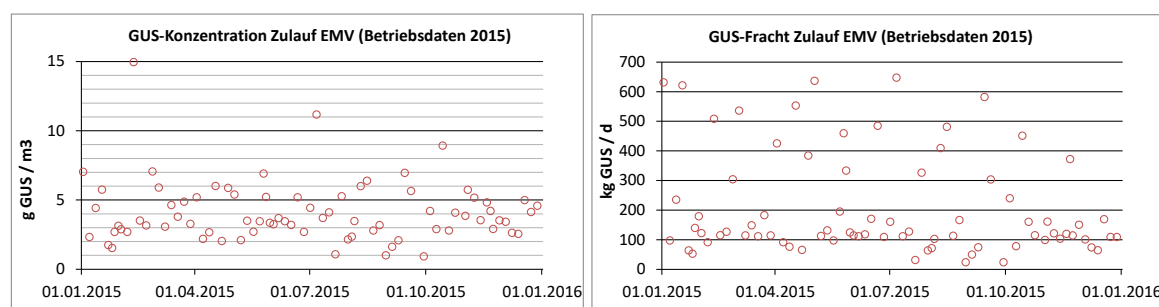 GUS-Konzentration Zulauf EMV (Betriebsdaten 2015)
g GUS / m3
15
10
5
0
01.01.2015 01.04.2015 01.07.2015 01.10.2015 01.01.2016
GUS-Fracht Zulauf EMV (Betriebsdaten 2015)
kg GUS / d
700
600
500
400
300
200
100
0
01.01.2015 01.04.2015 01.07.2015 01.10.2015 01.01.2016